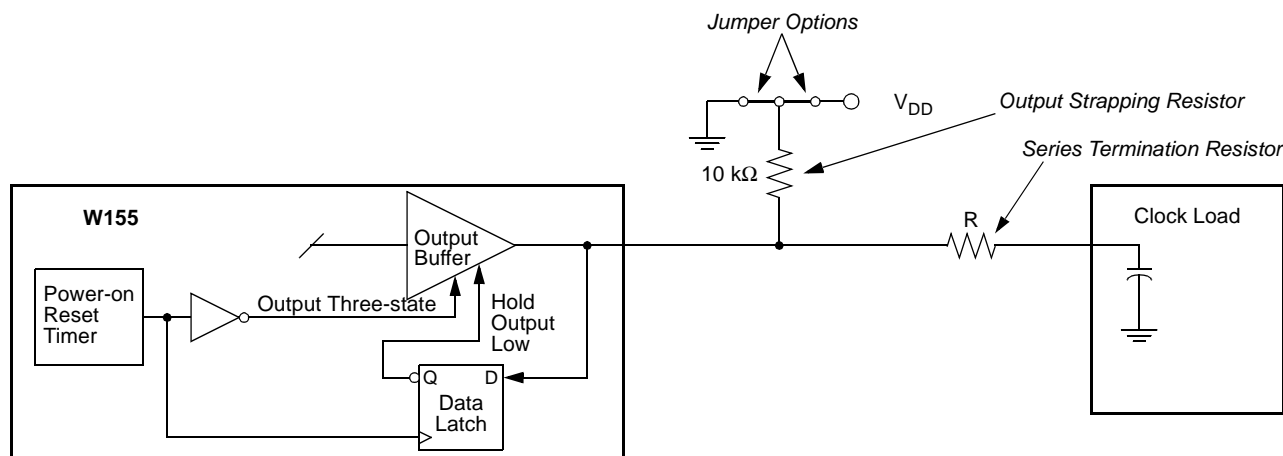 Jumper Options
V_DD
Output Strapping Resistor
Series Termination Resistor
10 kΩ
W155
R
Clock Load
Output
Buffer
Power-on
Reset
Timer
Output Three-state
Hold
Output
Low
Q
D
Data
Latch